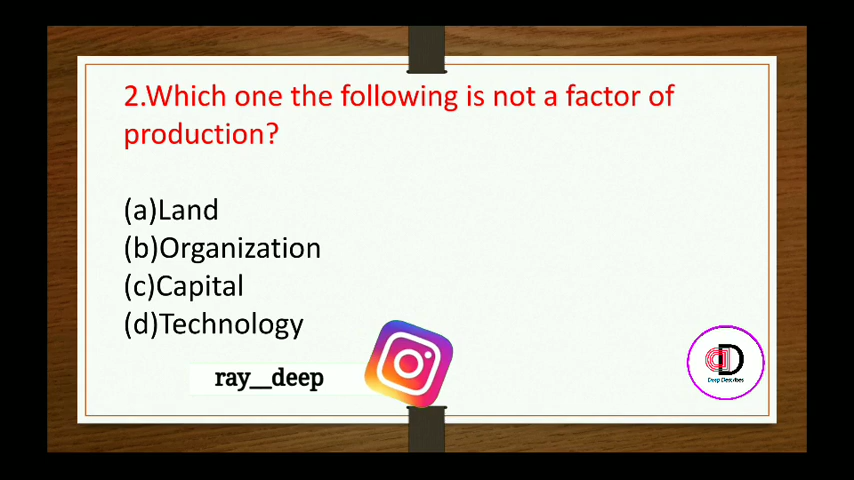 2.Which one the following is not a factor of
production?
(a)Land
(b)Organization
(c)Capital
(d)Technology
ray__deep
Deep Describes